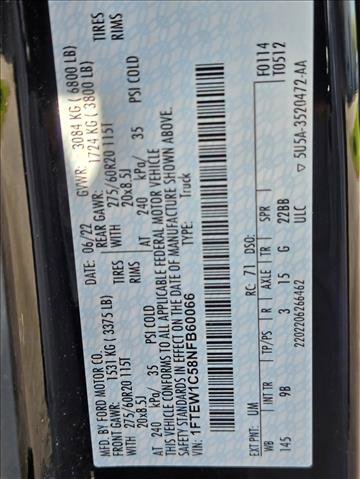 MFD. BY FORD MOTOR CO.
DATE: 06/22 GVWR: 3084 KG ( 6800 LB)
FRONT GAWR: 1531 KG ( 3375 LB) REAR GAWR: 1724 KG ( 3800 LB)
WITH 275/60R20 115T TIRES WITH 275/60R20 115T TIRES
20x8.5J RIMS 20x8.5J RIMS
AT 240 kPa/ 35 PSI COLD AT 240 kPa/ 35 PSI COLD
THIS VEHICLE CONFORMS TO ALL APPLICABLE FEDERAL MOTOR VEHICLE
SAFETY STANDARDS IN EFFECT ON THE DATE OF MANUFACTURE SHOWN ABOVE.
VIN: 1FTEW1C58NFB60066
TYPE: Truck
F0114
T0512
EXT PNT: UM RC: 71 DSO:
WB INT TR TP/PS R AXLE TR SPR
145 9B 3 15 G 22BB
2202206266462 ULC
▽ 5U5A-3520472-AA